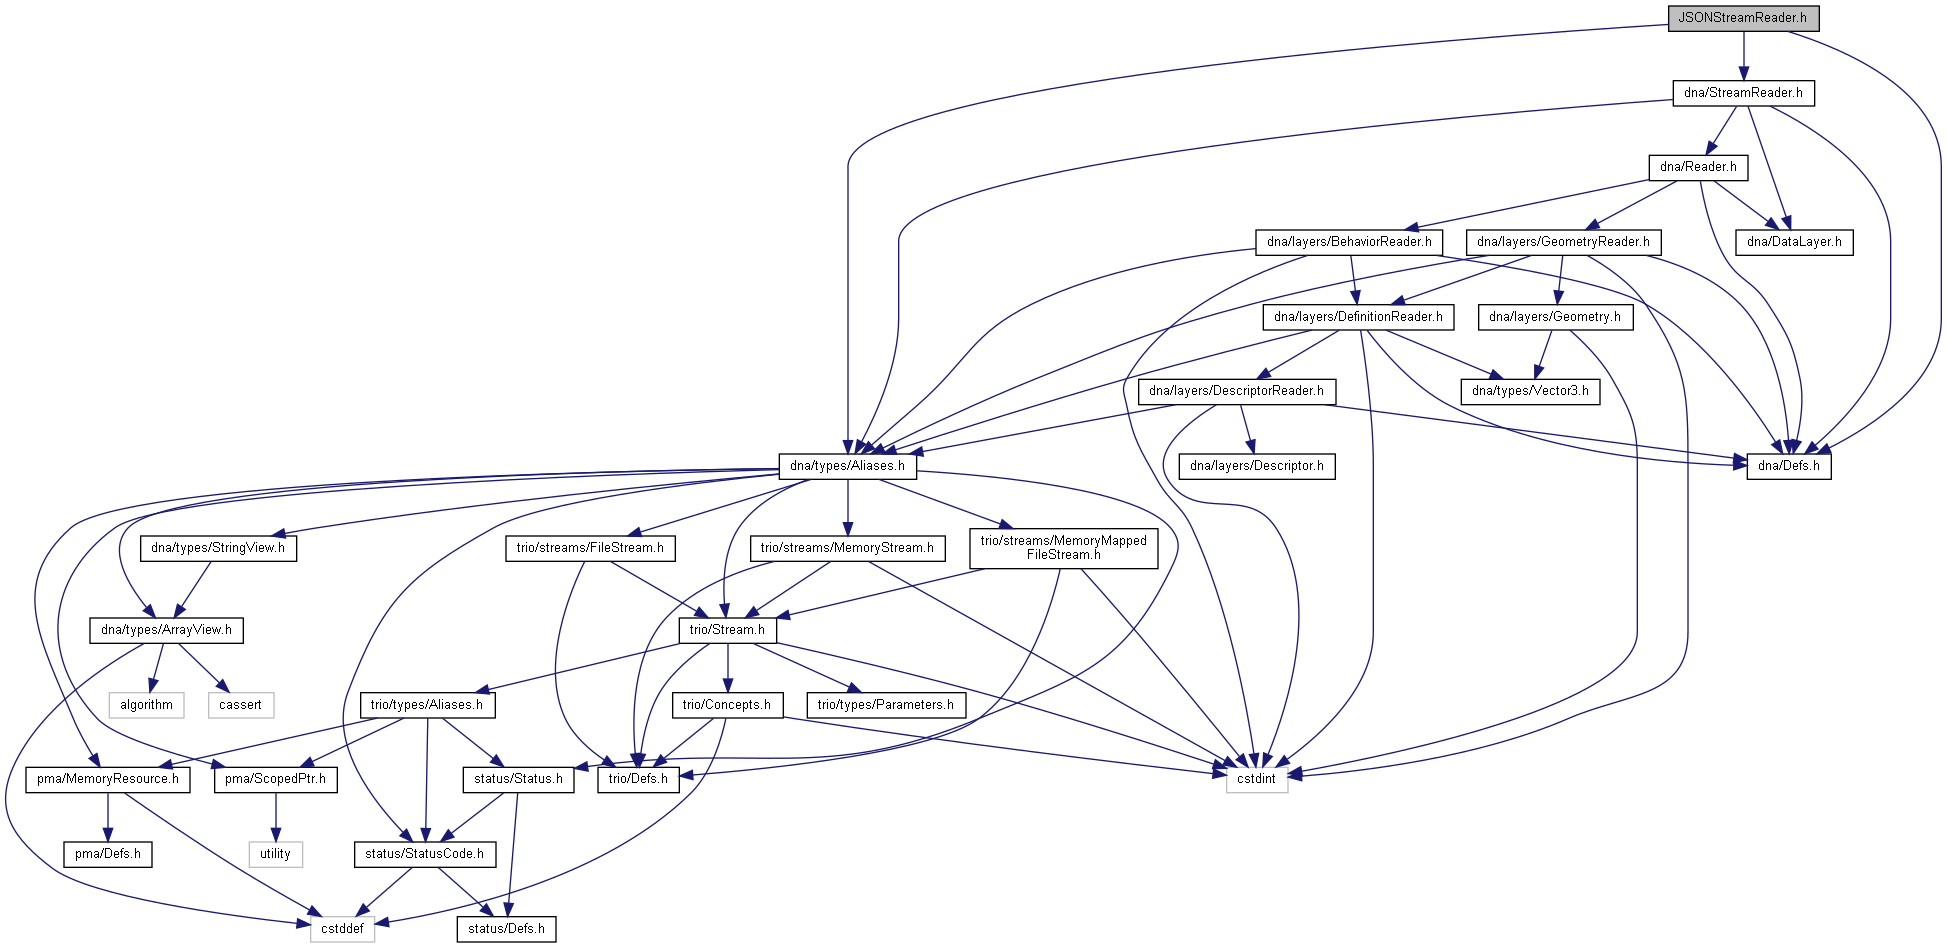 JSONStreamReader.h
dna/StreamReader.h
dna/Reader.h
dna/layers/BehaviorReader.h
dna/layers/GeometryReader.h
dna/DataLayer.h
dna/layers/DefinitionReader.h
dna/layers/Geometry.h
dna/layers/DescriptorReader.h
dna/types/Vector3.h
dna/types/Aliases.h
dna/layers/Descriptor.h
dna/Defs.h
dna/types/StringView.h
trio/streams/FileStream.h
trio/streams/MemoryStream.h
trio/streams/MemoryMapped
FileStream.h
dna/types/ArrayView.h
trio/Stream.h
algorithm
cassert
trio/types/Aliases.h
trio/Concepts.h
trio/types/Parameters.h
pma/MemoryResource.h
pma/ScopedPtr.h
status/Status.h
trio/Defs.h
cstdint
pma/Defs.h
utility
status/StatusCode.h
cstddef
status/Defs.h